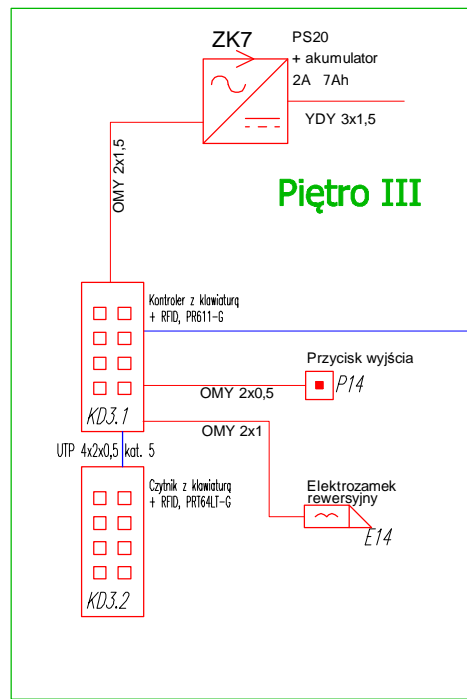 ZK7
PS20
+ akumulator
2A 7Ah
YDY 3x1,5
OMY 2x1,5
Piętro III
Kontroler z klawiaturą
+ RFID, PR611-G
Przycisk wyjścia
P14
OMY 2x0,5
KD3.1
OMY 2x1
UTP 4x2x0,5 kat. 5
Czytnik z klawiaturą
+ RFID, PRT64LT-G
Elektrozamek
rewersyjny
E14
KD3.2